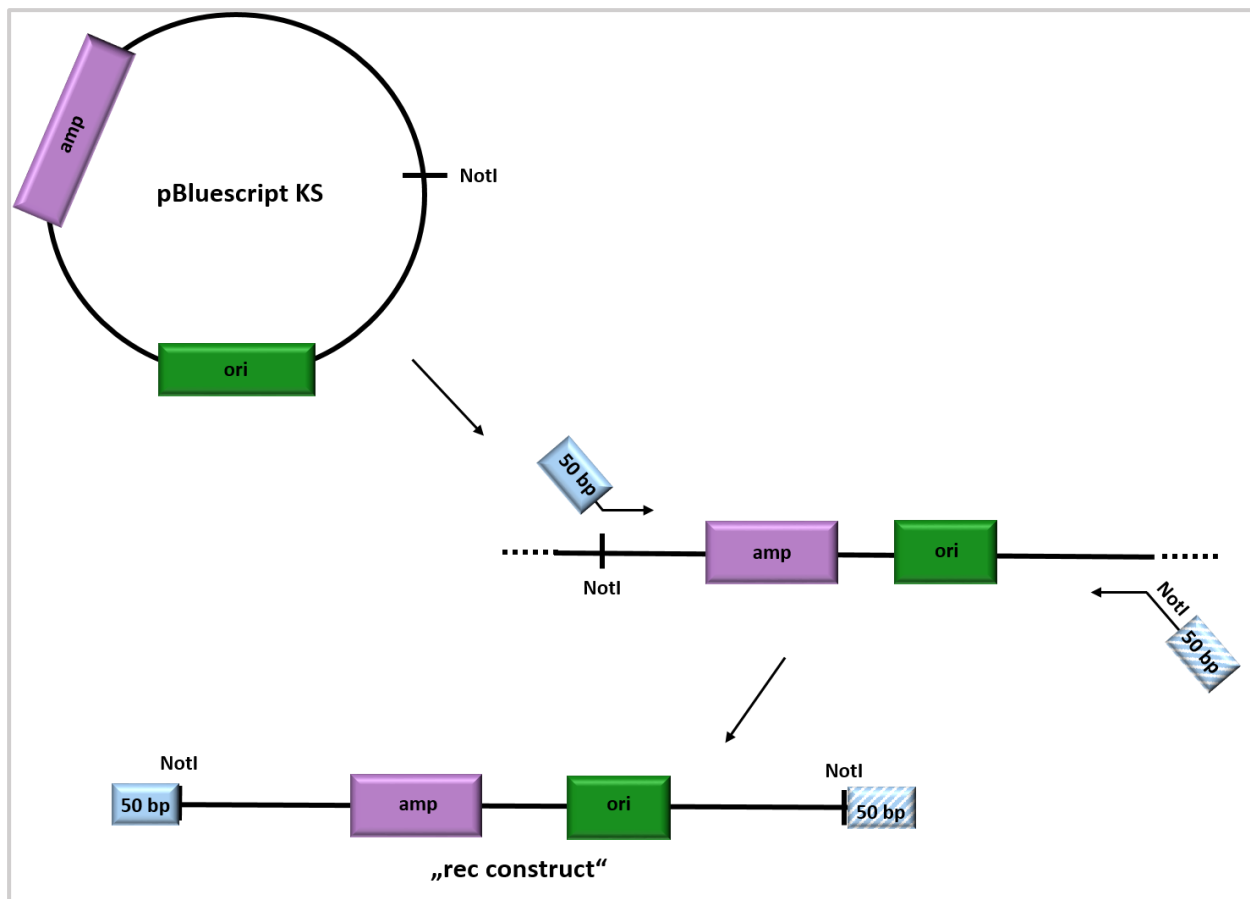 amp
pBluescript KS
NotI
ori
50 bp
amp
ori
NotI
NotI
50 bp
NotI
NotI
50 bp
amp
ori
50 bp
„rec construct“